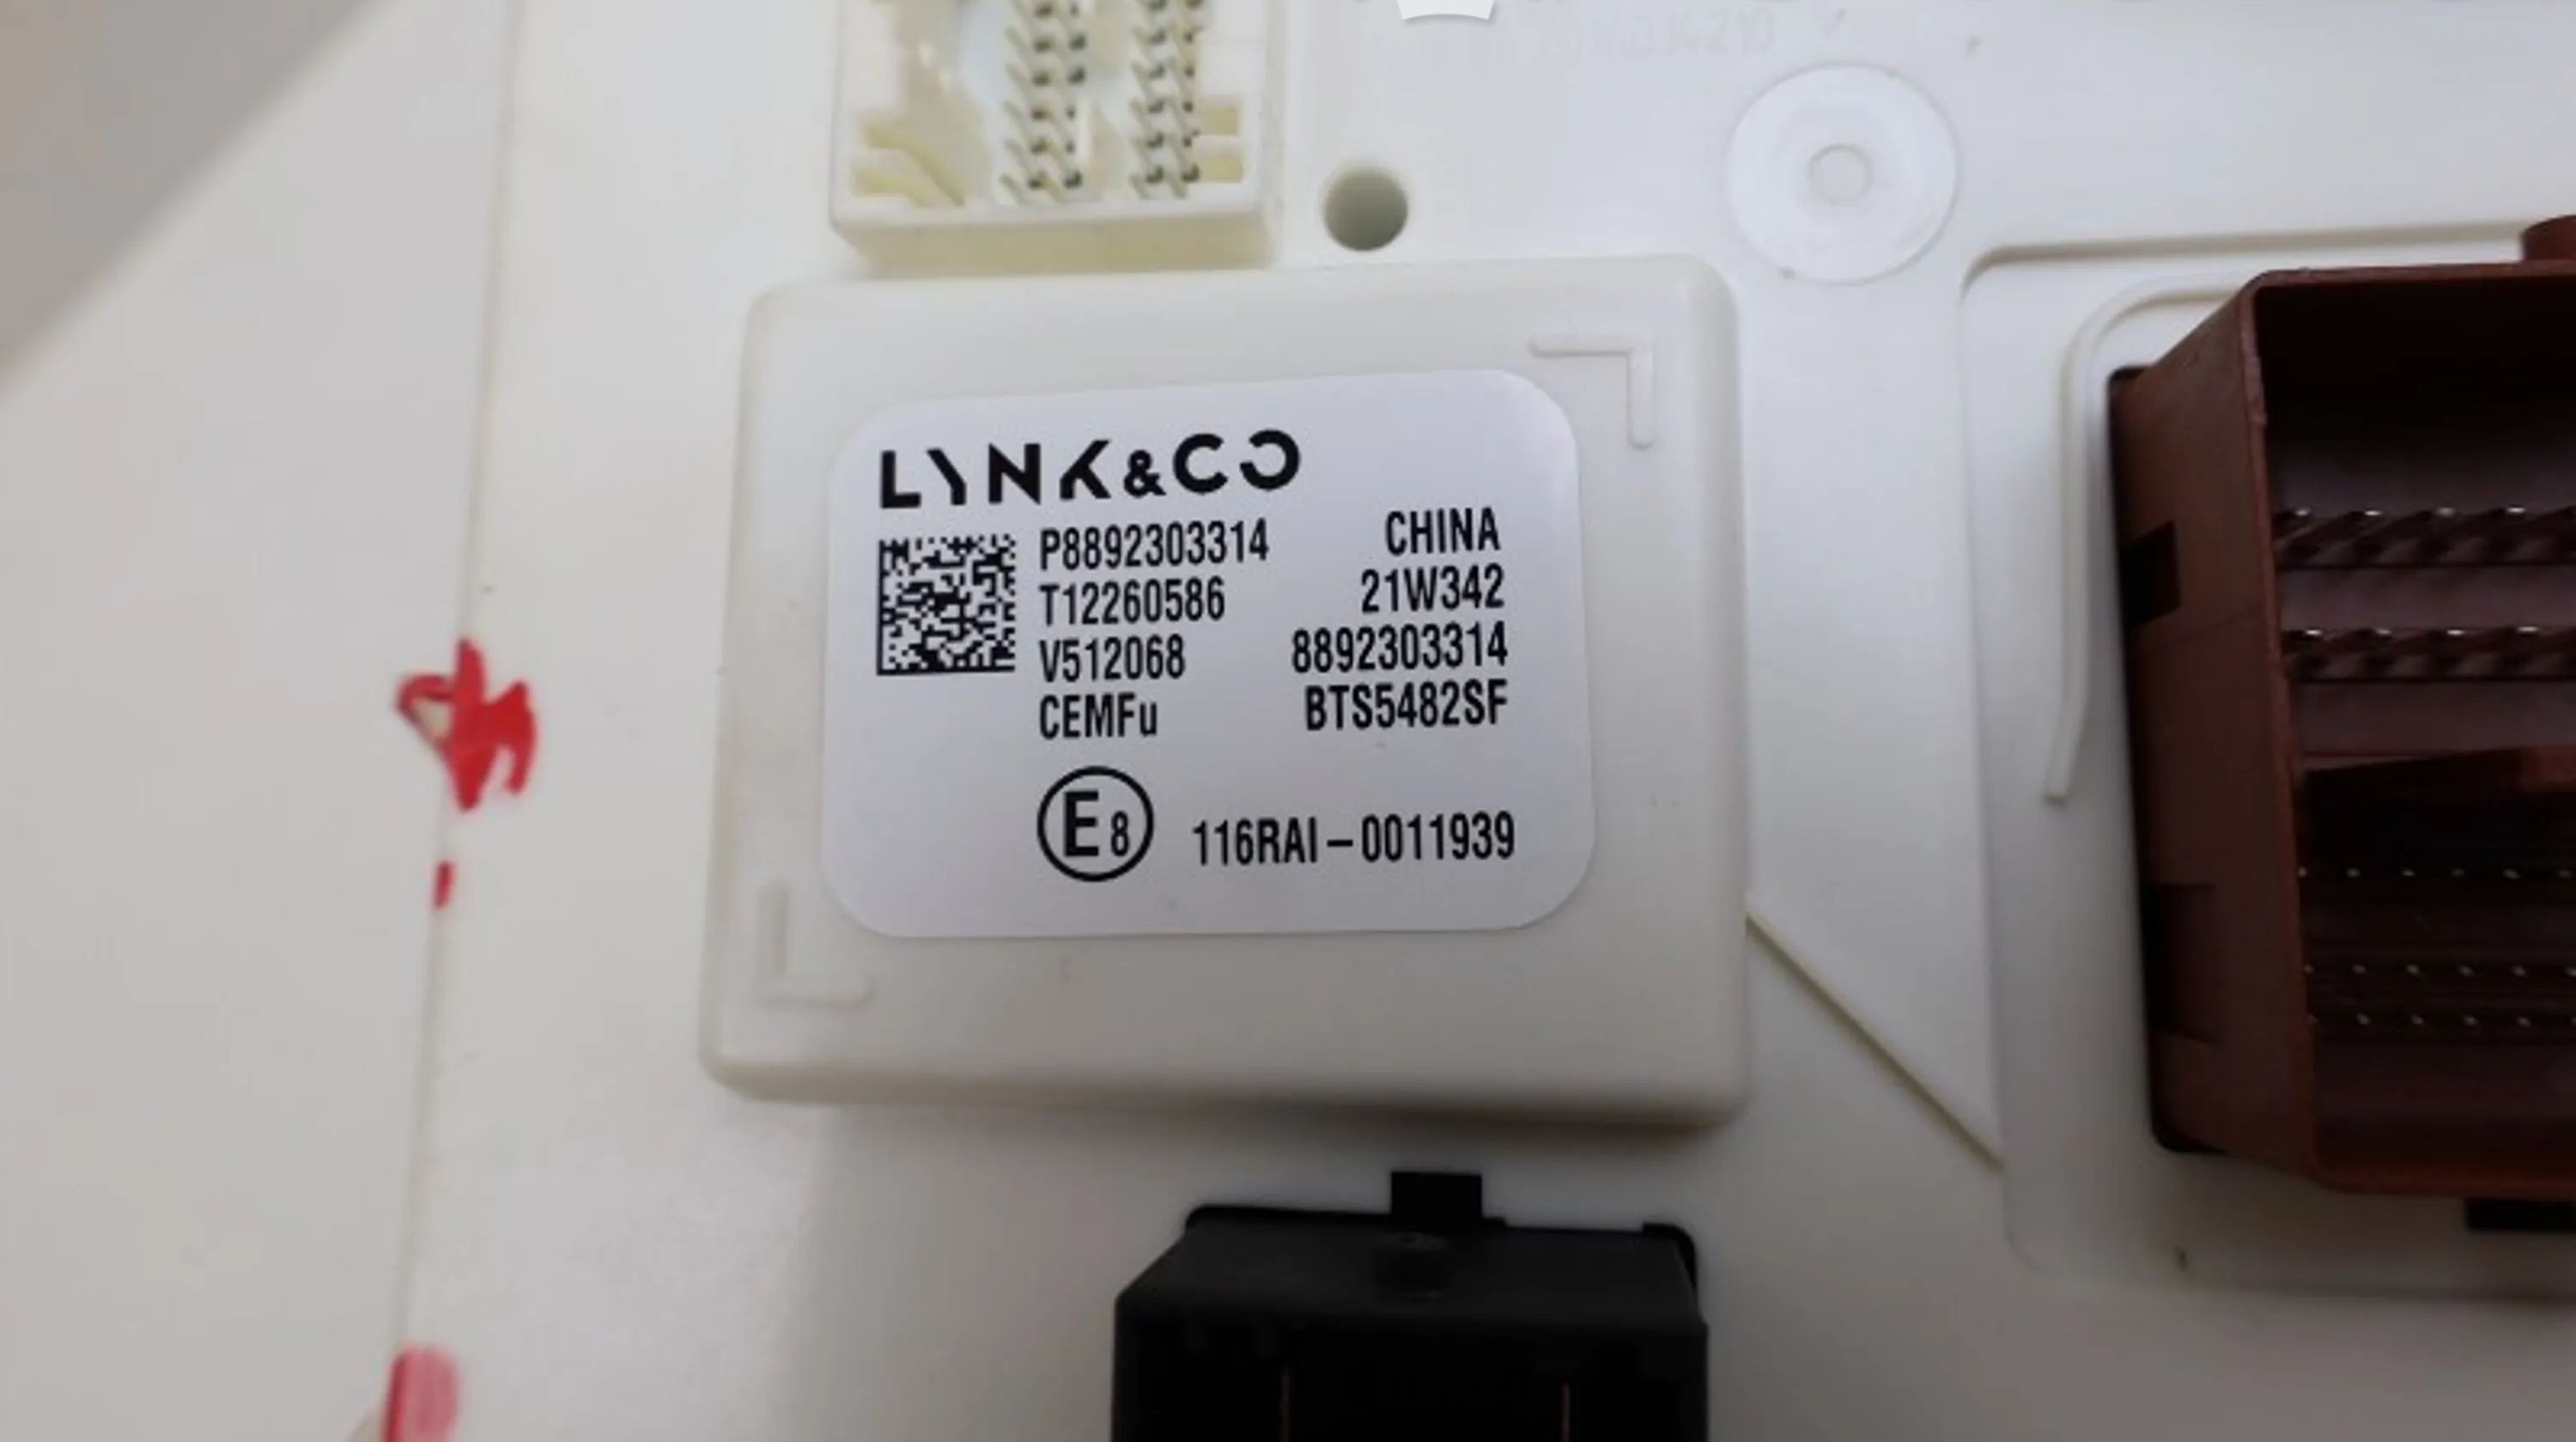 LYNK&CO
P8892303314 CHINA
T12260586 21W342
V512068 8892303314
CEMFu BTS5482SF
E8 116RAI-0011939